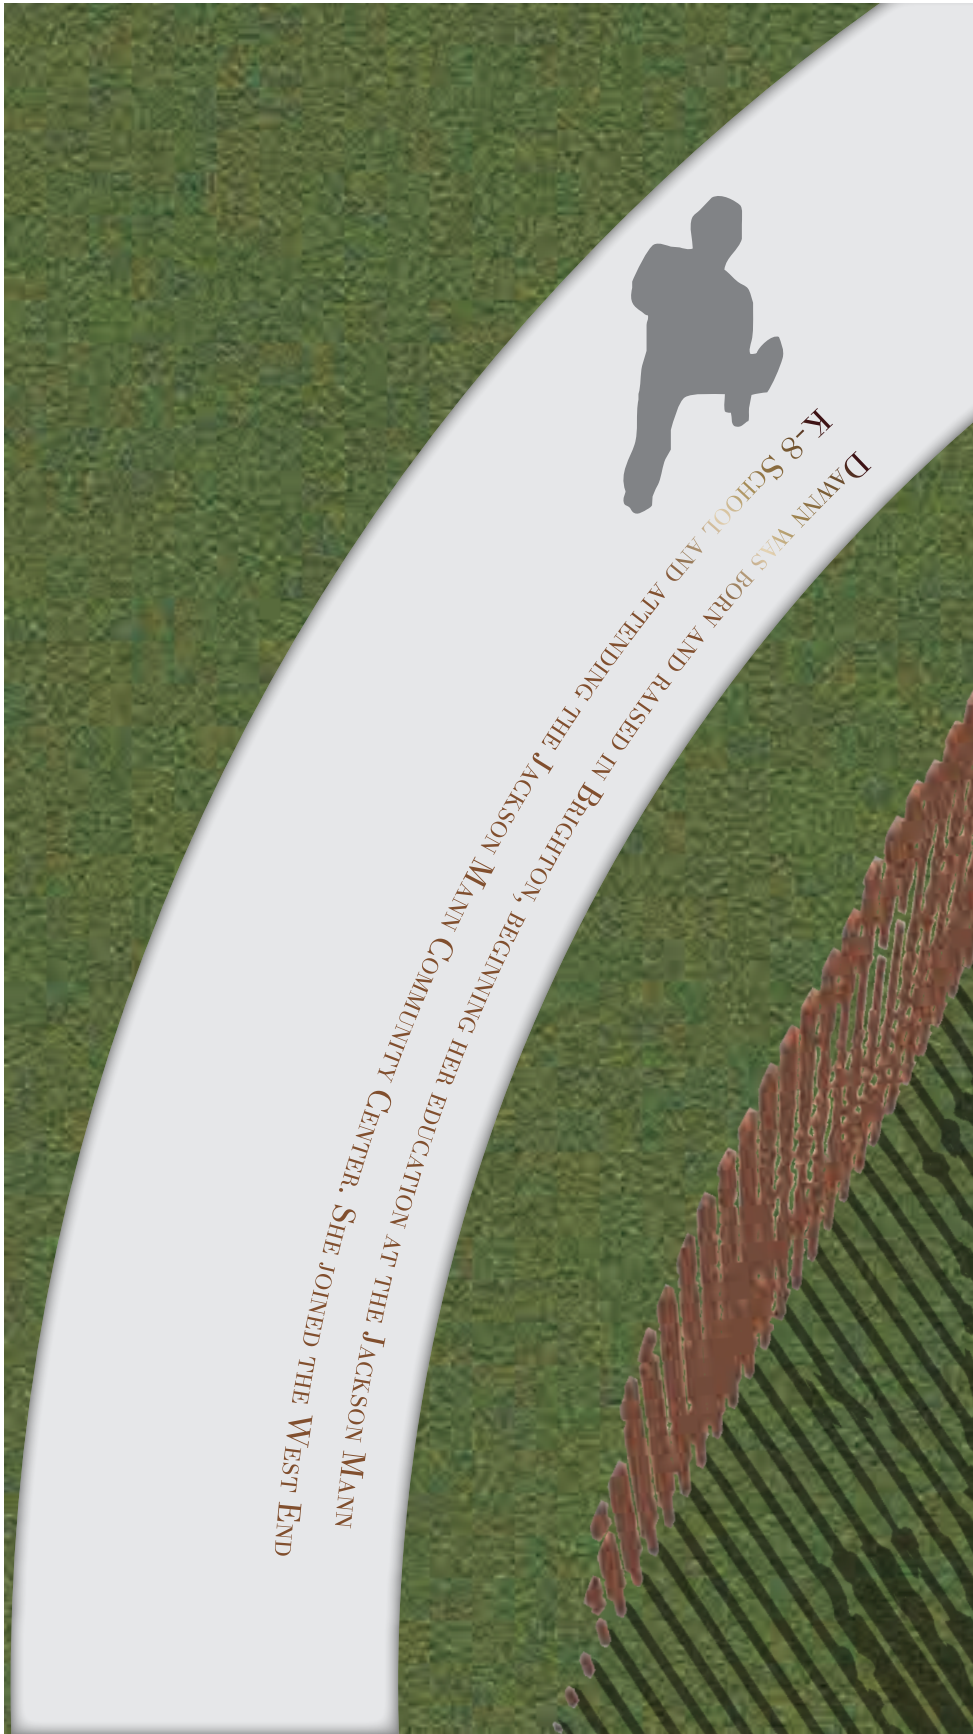 Dawnn was born and raised in Brighton, beginning her education at the Jackson Mann
K-8 School, and attending the Jackson Mann Community Center. She joined the West End